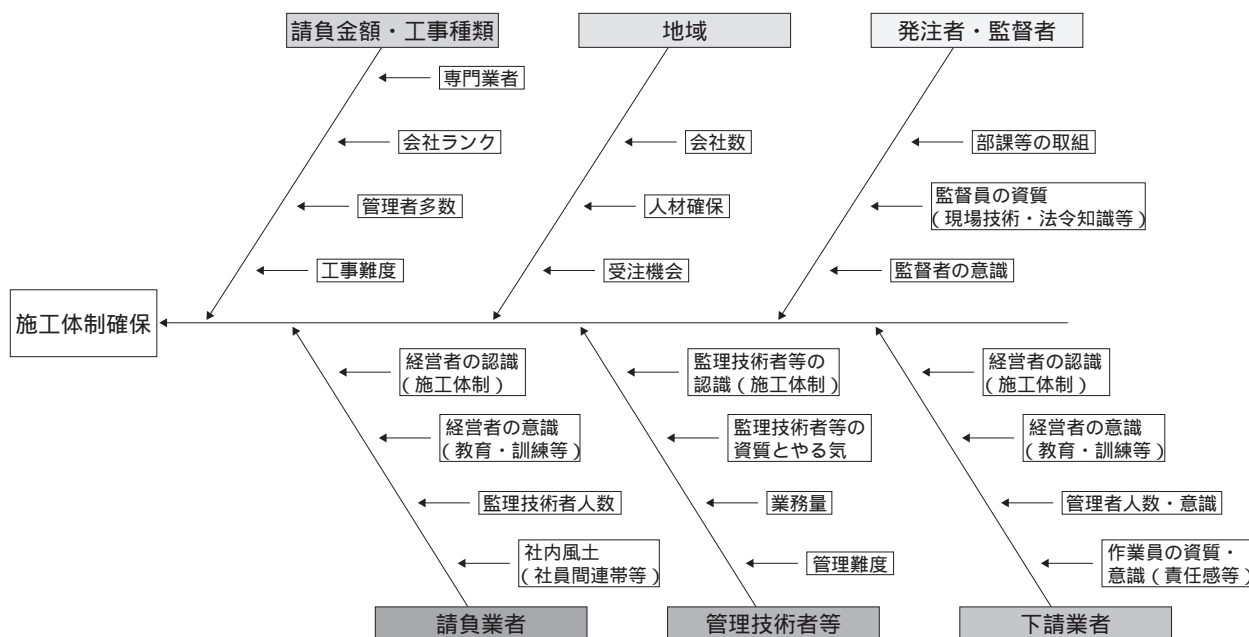 請負金額・工事種類
地域
発注者・監督者
専門業者
会社ランク
管理者多数
工事難度
会社数
人材確保
受注機会
部課等の取組
監督員の資質
(現場技術・法令知識等)
監督者の意識
施工体制確保
経営者の認識
(施工体制)
経営者の意識
(教育・訓練等)
監理技術者人数
社内風土
(社員間連帯等)
監理技術者等の
認識(施工体制)
監理技術者等の
資質とやる気
業務量
管理難度
経営者の認識
(施工体制)
経営者の意識
(教育・訓練等)
管理者人数・意識
作業員の資質・
意識(責任感等)
請負業者
管理技術者等
下請業者